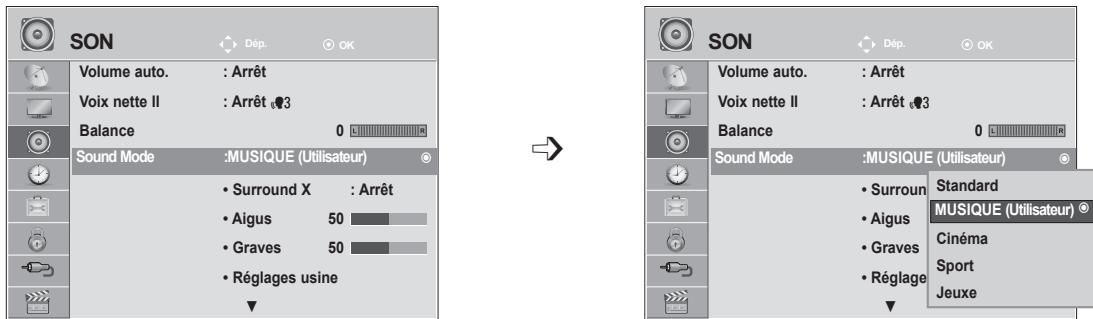 SON Dép. OK
Volume auto. : Arrêt
Voix nette II : Arrêt 3
Balance 0 L R
Sound Mode :MUSIQUE (Utilisateur)
• Surround X : Arrêt
• Aigus 50
• Graves 50
• Réglages usine
▼
SON Dép. OK
Volume auto. : Arrêt
Voix nette II : Arrêt 3
Balance 0 L R
Sound Mode :MUSIQUE (Utilisateur)
• Surroun
• Aigus
• Graves
• Réglage
▼
Standard
MUSIQUE (Utilisateur)
Cinéma
Sport
Jeuxe